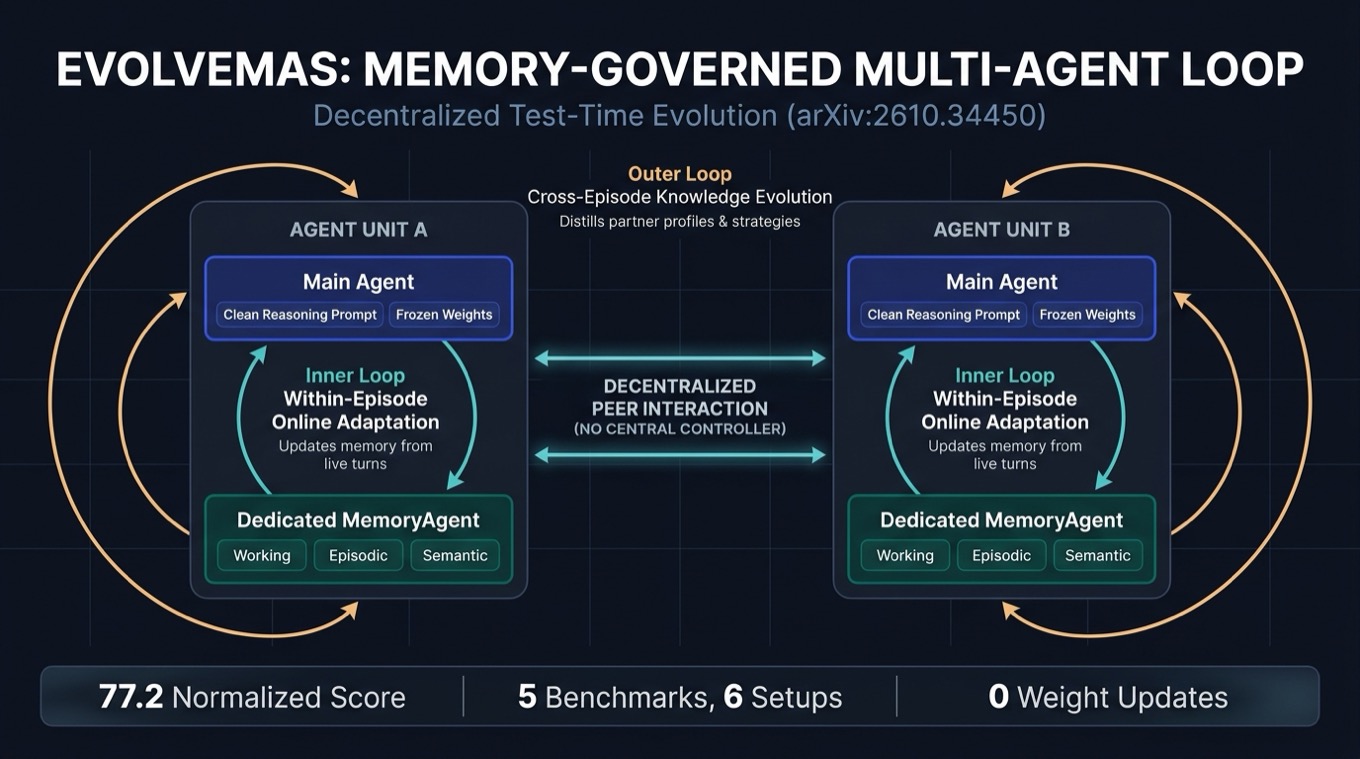 EVOLVEMAS: MEMORY-GOVERNED MULTI-AGENT LOOP
Decentralized Test-Time Evolution (arXiv:2610.34450)
Outer Loop
Cross-Episode Knowledge Evolution
Distills partner profiles & strategies
AGENT UNIT A
Main Agent
Clean Reasoning Prompt
Frozen Weights
Inner Loop
Within-Episode
Online Adaptation
Updates memory from
live turns
Dedicated MemoryAgent
Working
Episodic
Semantic
DECENTRALIZED
PEER INTERACTION
(NO CENTRAL CONTROLLER)
AGENT UNIT B
Main Agent
Clean Reasoning Prompt
Frozen Weights
Inner Loop
Within-Episode
Online Adaptation
Updates memory from
live turns
Dedicated MemoryAgent
Working
Episodic
Semantic
77.2 Normalized Score
5 Benchmarks, 6 Setups
0 Weight Updates